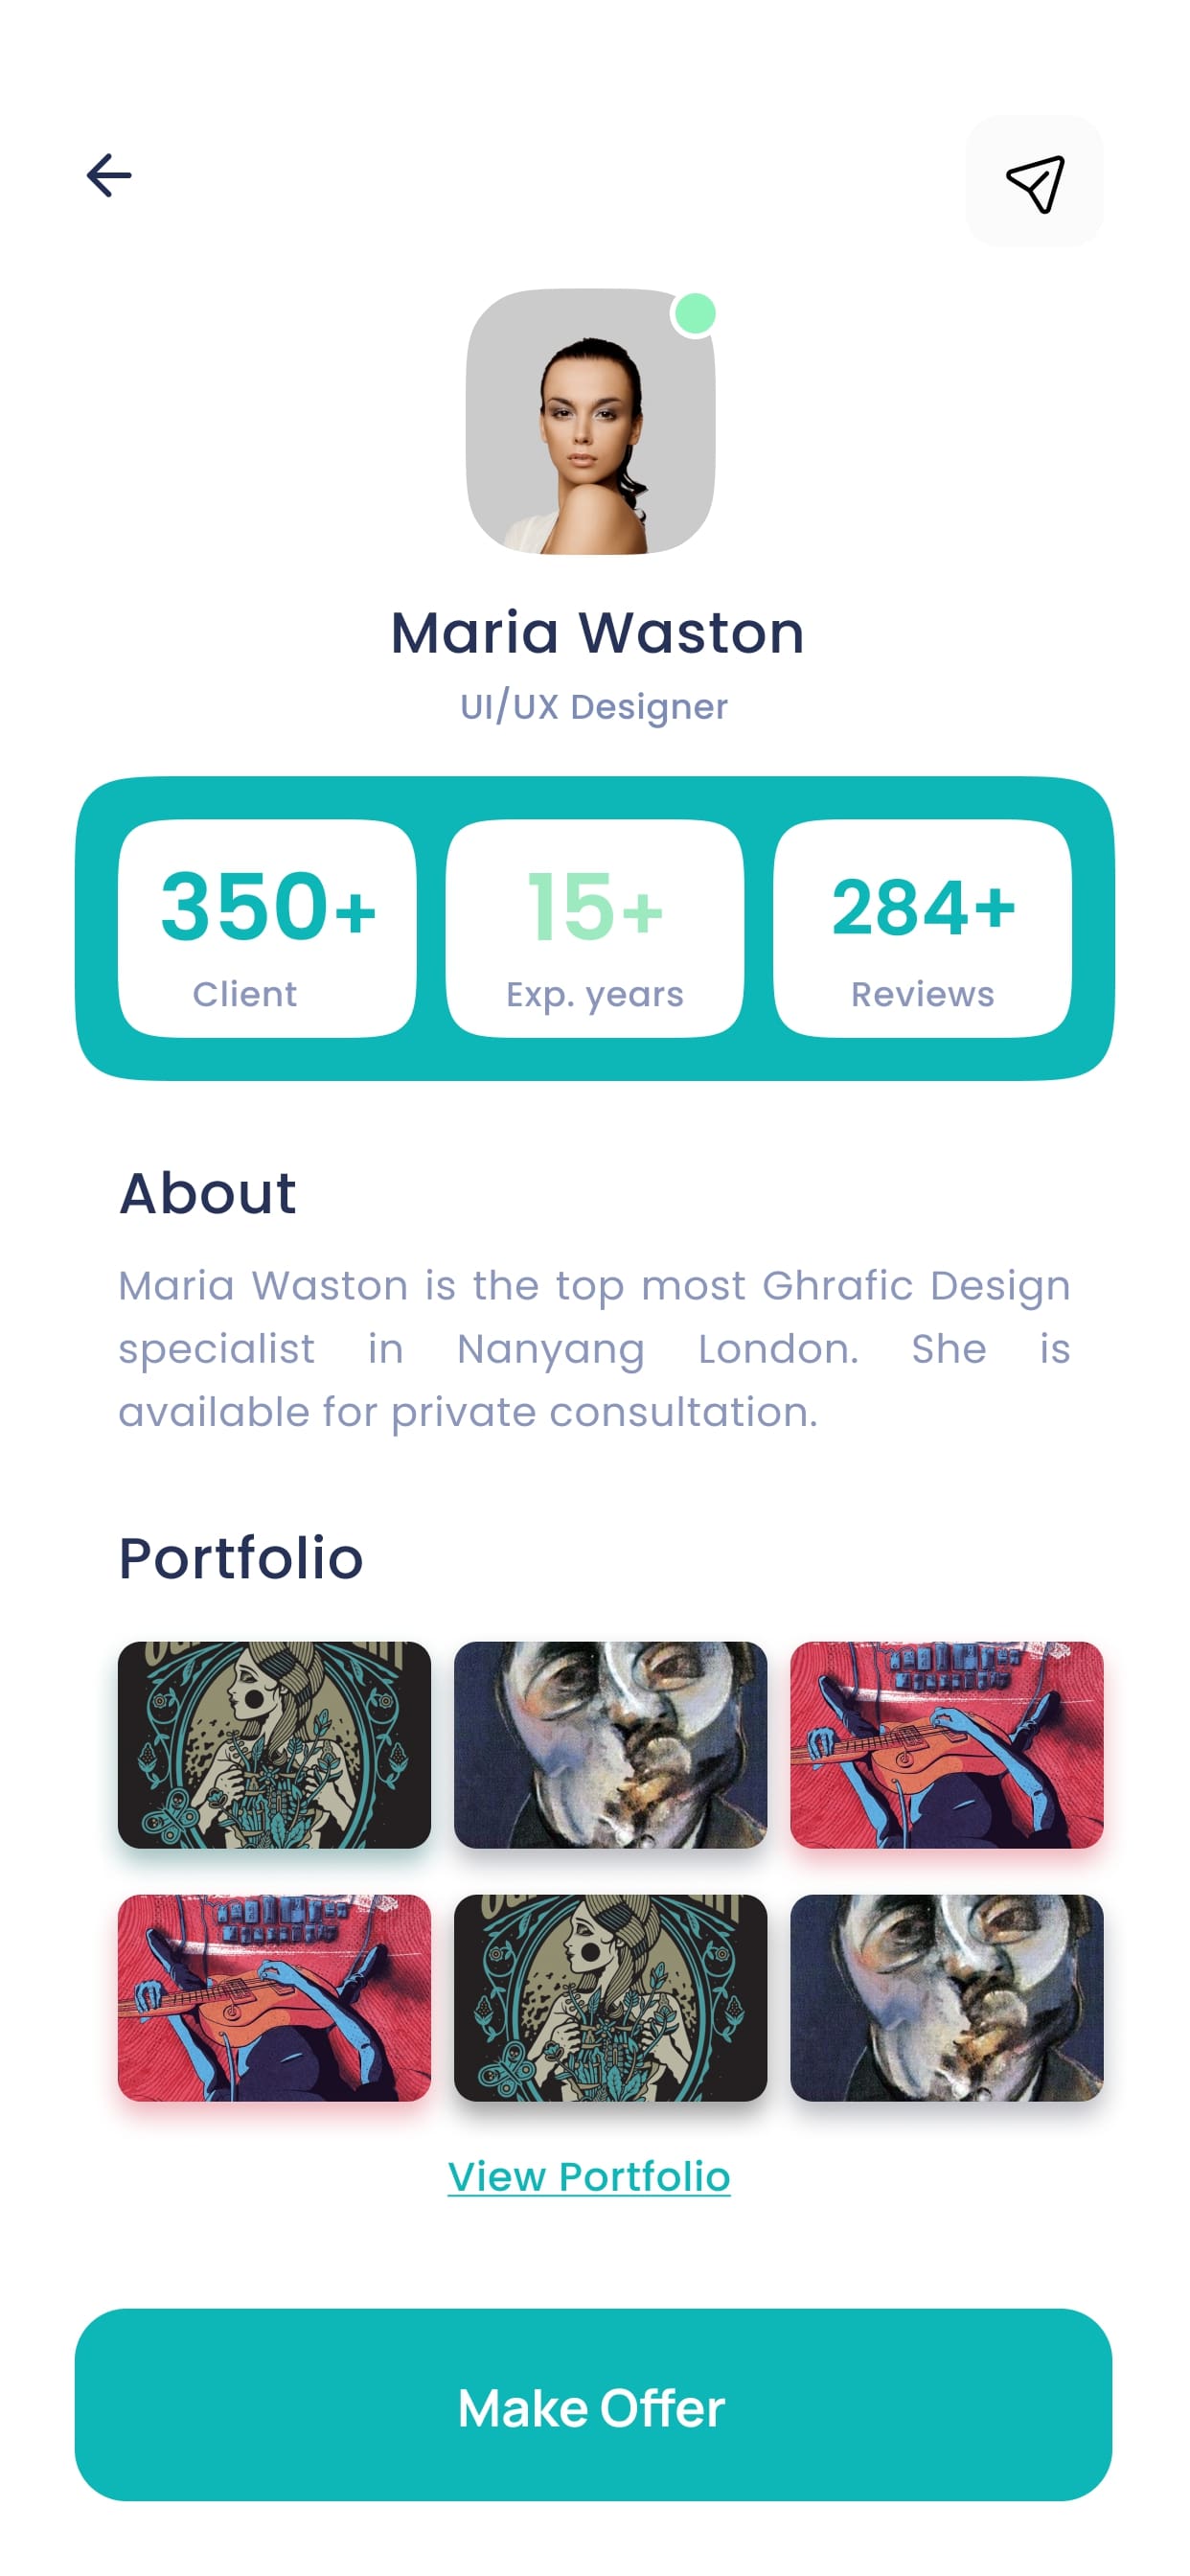 Maria Waston
UI/UX Designer
350+
Client
15+
Exp. years
284+
Reviews
About
Maria Waston is the top most Ghrafic Design
specialist in Nanyang London. She is
available for private consultation.
Portfolio
View Portfolio
Make Offer